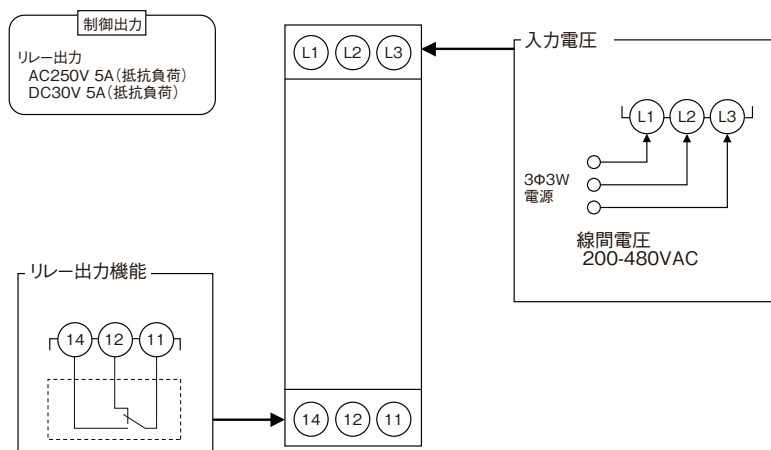 制御出力
リレー出力
AC250V 5A(抵抗負荷)
DC30V 5A(抵抗負荷)
L1 L2 L3
入力電圧
L1 L2 L3
3Φ3W
電源
線間電圧
200-480VAC
リレー出力機能
14 12 11
14 12 11